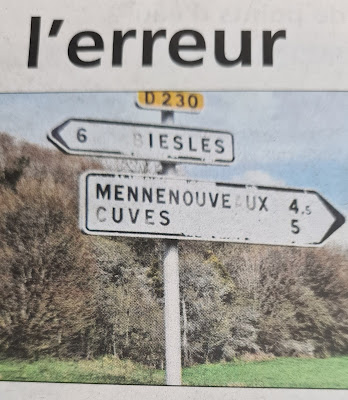 l'erreur
D 230
6 BIESLES
MENNENOUVEAUX 4,5
CUVES 5